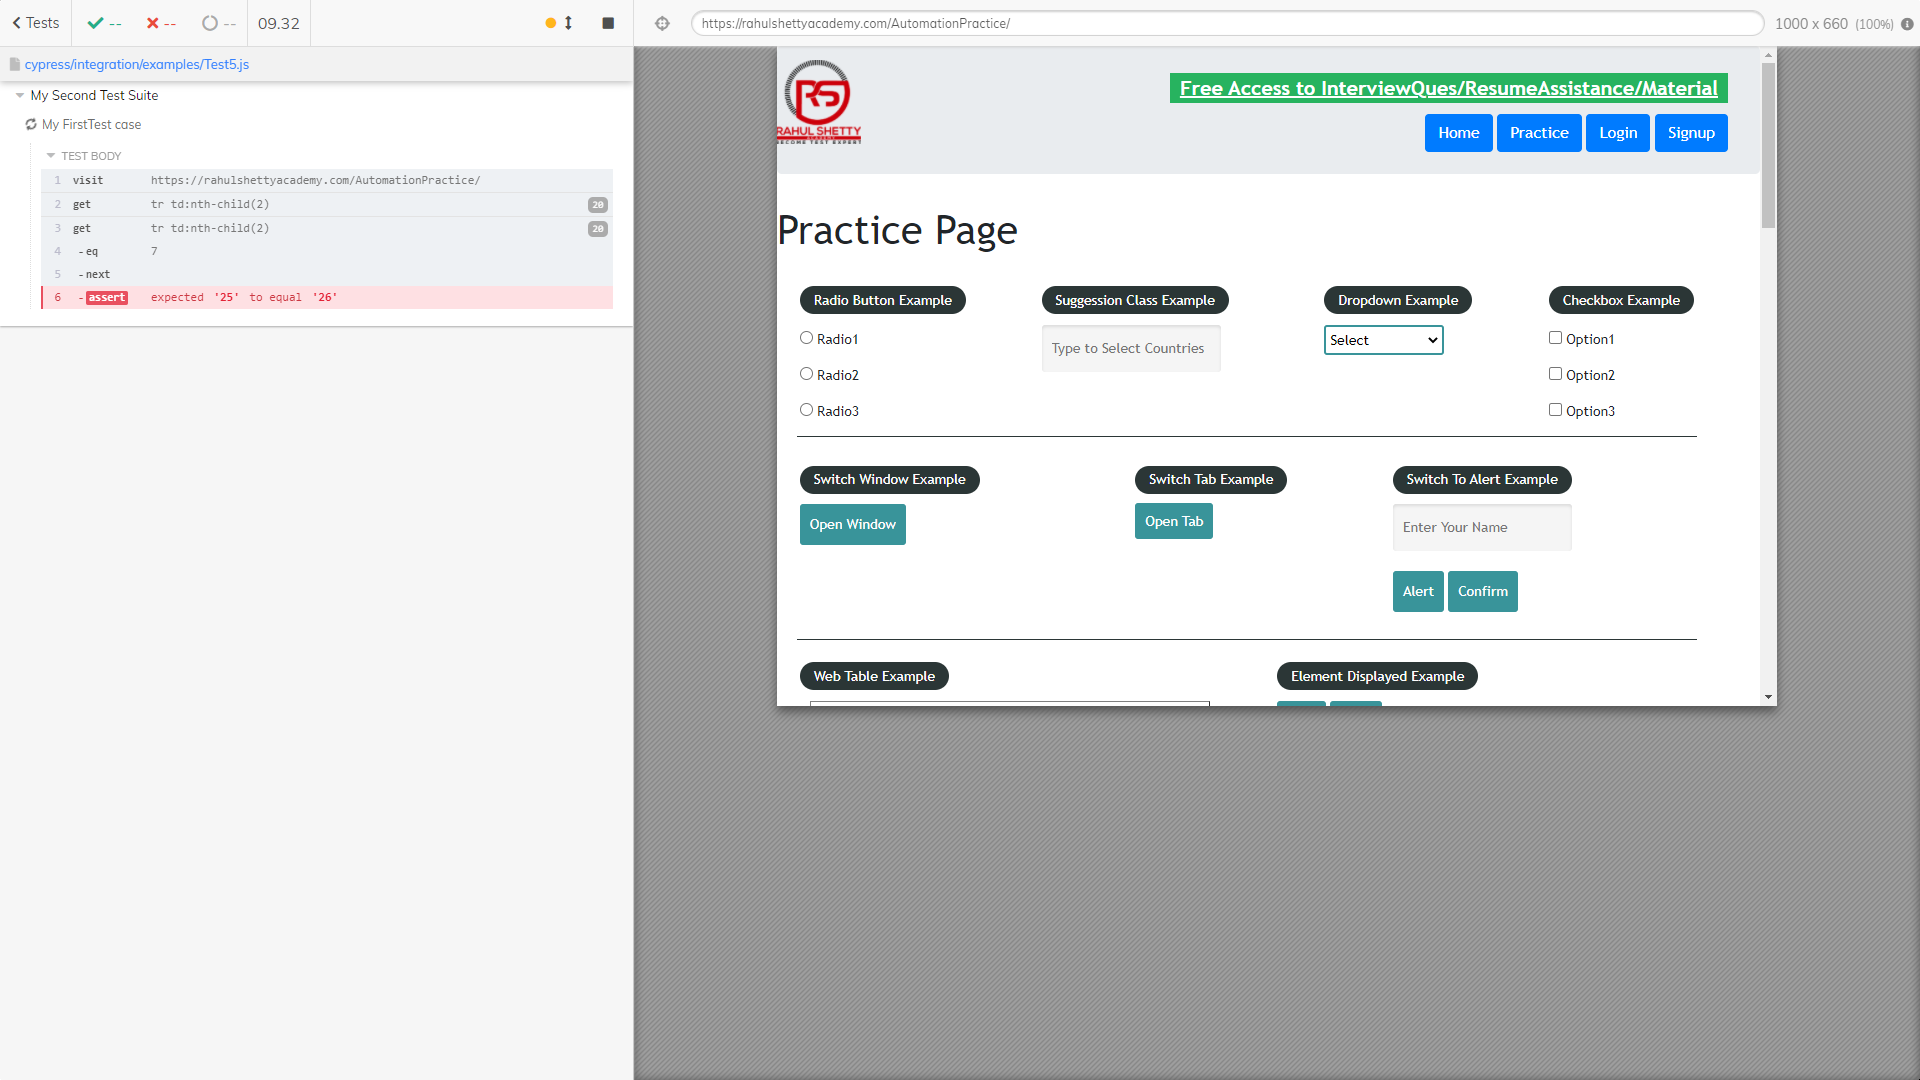 Tests
--
--
--
09.32
https://rahulshettyacademy.com/AutomationPractice/
1000 x 660 (100%)
cypress/integration/examples/Test5.js
My Second Test Suite
My FirstTest case
TEST BODY
1 visit https://rahulshettyacademy.com/AutomationPractice/
2 get tr td:nth-child(2) 20
3 get tr td:nth-child(2) 20
4 -eq 7
5 -next
6 -assert expected '25' to equal '26'
RS
RAHUL SHETTY
ACADEMY
BECOME TEST EXPERT
Free Access to InterviewQues/ResumeAssistance/Material
Home Practice Login Signup
Practice Page
Radio Button Example
Radio1
Radio2
Radio3
Suggession Class Example
Type to Select Countries
Dropdown Example
Select
Checkbox Example
Option1
Option2
Option3
Switch Window Example
Open Window
Switch Tab Example
Open Tab
Switch To Alert Example
Enter Your Name
Alert Confirm
Web Table Example
Element Displayed Example